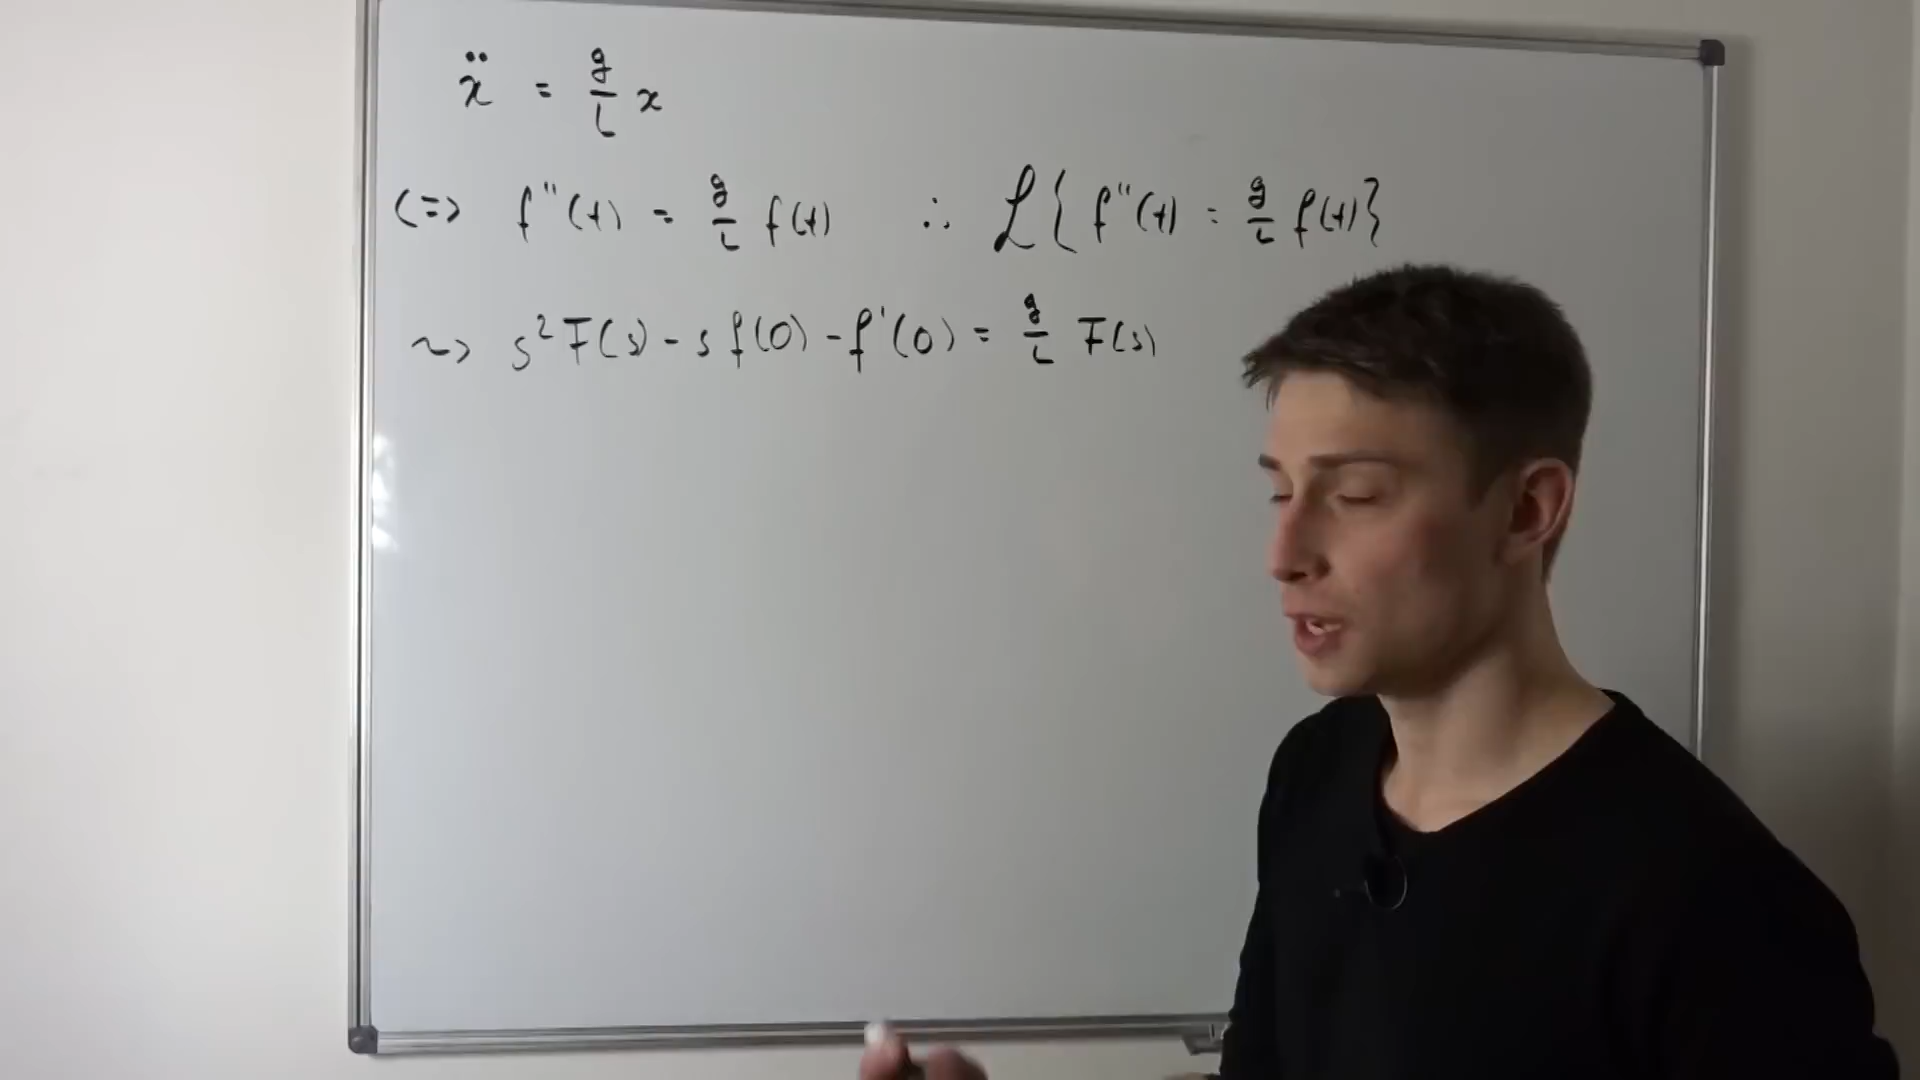 ẍ = g/L x
<=> f''(t) = g/L f(t) ∴ ℒ{f''(t) = g/L f(t)}
~> s²F(s) - s f(0) - f'(0) = g/L F(s)